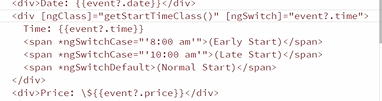 <div>Date: {{event?.date}}</div>
<div [ngClass]="getStartTimeClass()" [ngSwitch]="event?.time">
Time: {{event?.time}}
<span *ngSwitchCase="'8:00 am'">(Early Start)</span>
<span *ngSwitchCase="'10:00 am'">(Late Start)</span>
<span *ngSwitchDefault>(Normal Start)</span>
</div>
<div>Price: \${{event?.price}}</div>